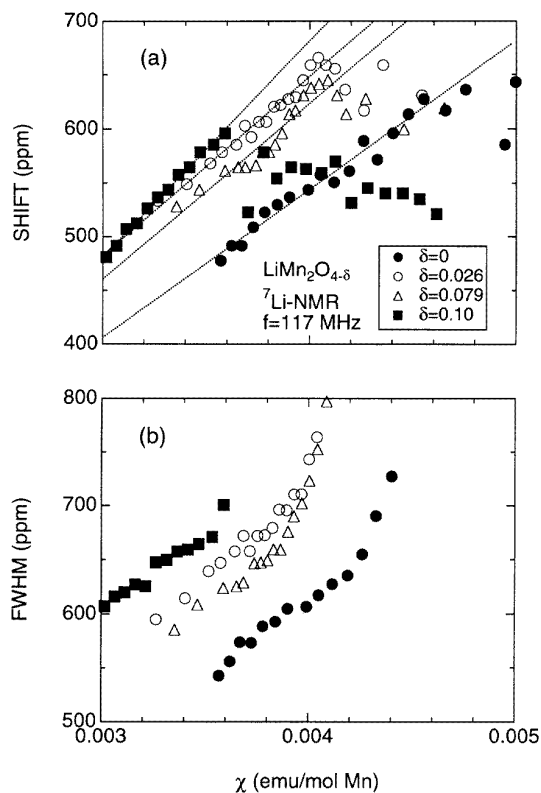 700
(a)
600
SHIFT (ppm)
500
LiMn₂O₄₋δ
⁷Li-NMR
f=117 MHz
δ=0
δ=0.026
δ=0.079
δ=0.10
400
800
(b)
700
FWHM (ppm)
600
500
0.003
0.004
0.005
χ (emu/mol Mn)